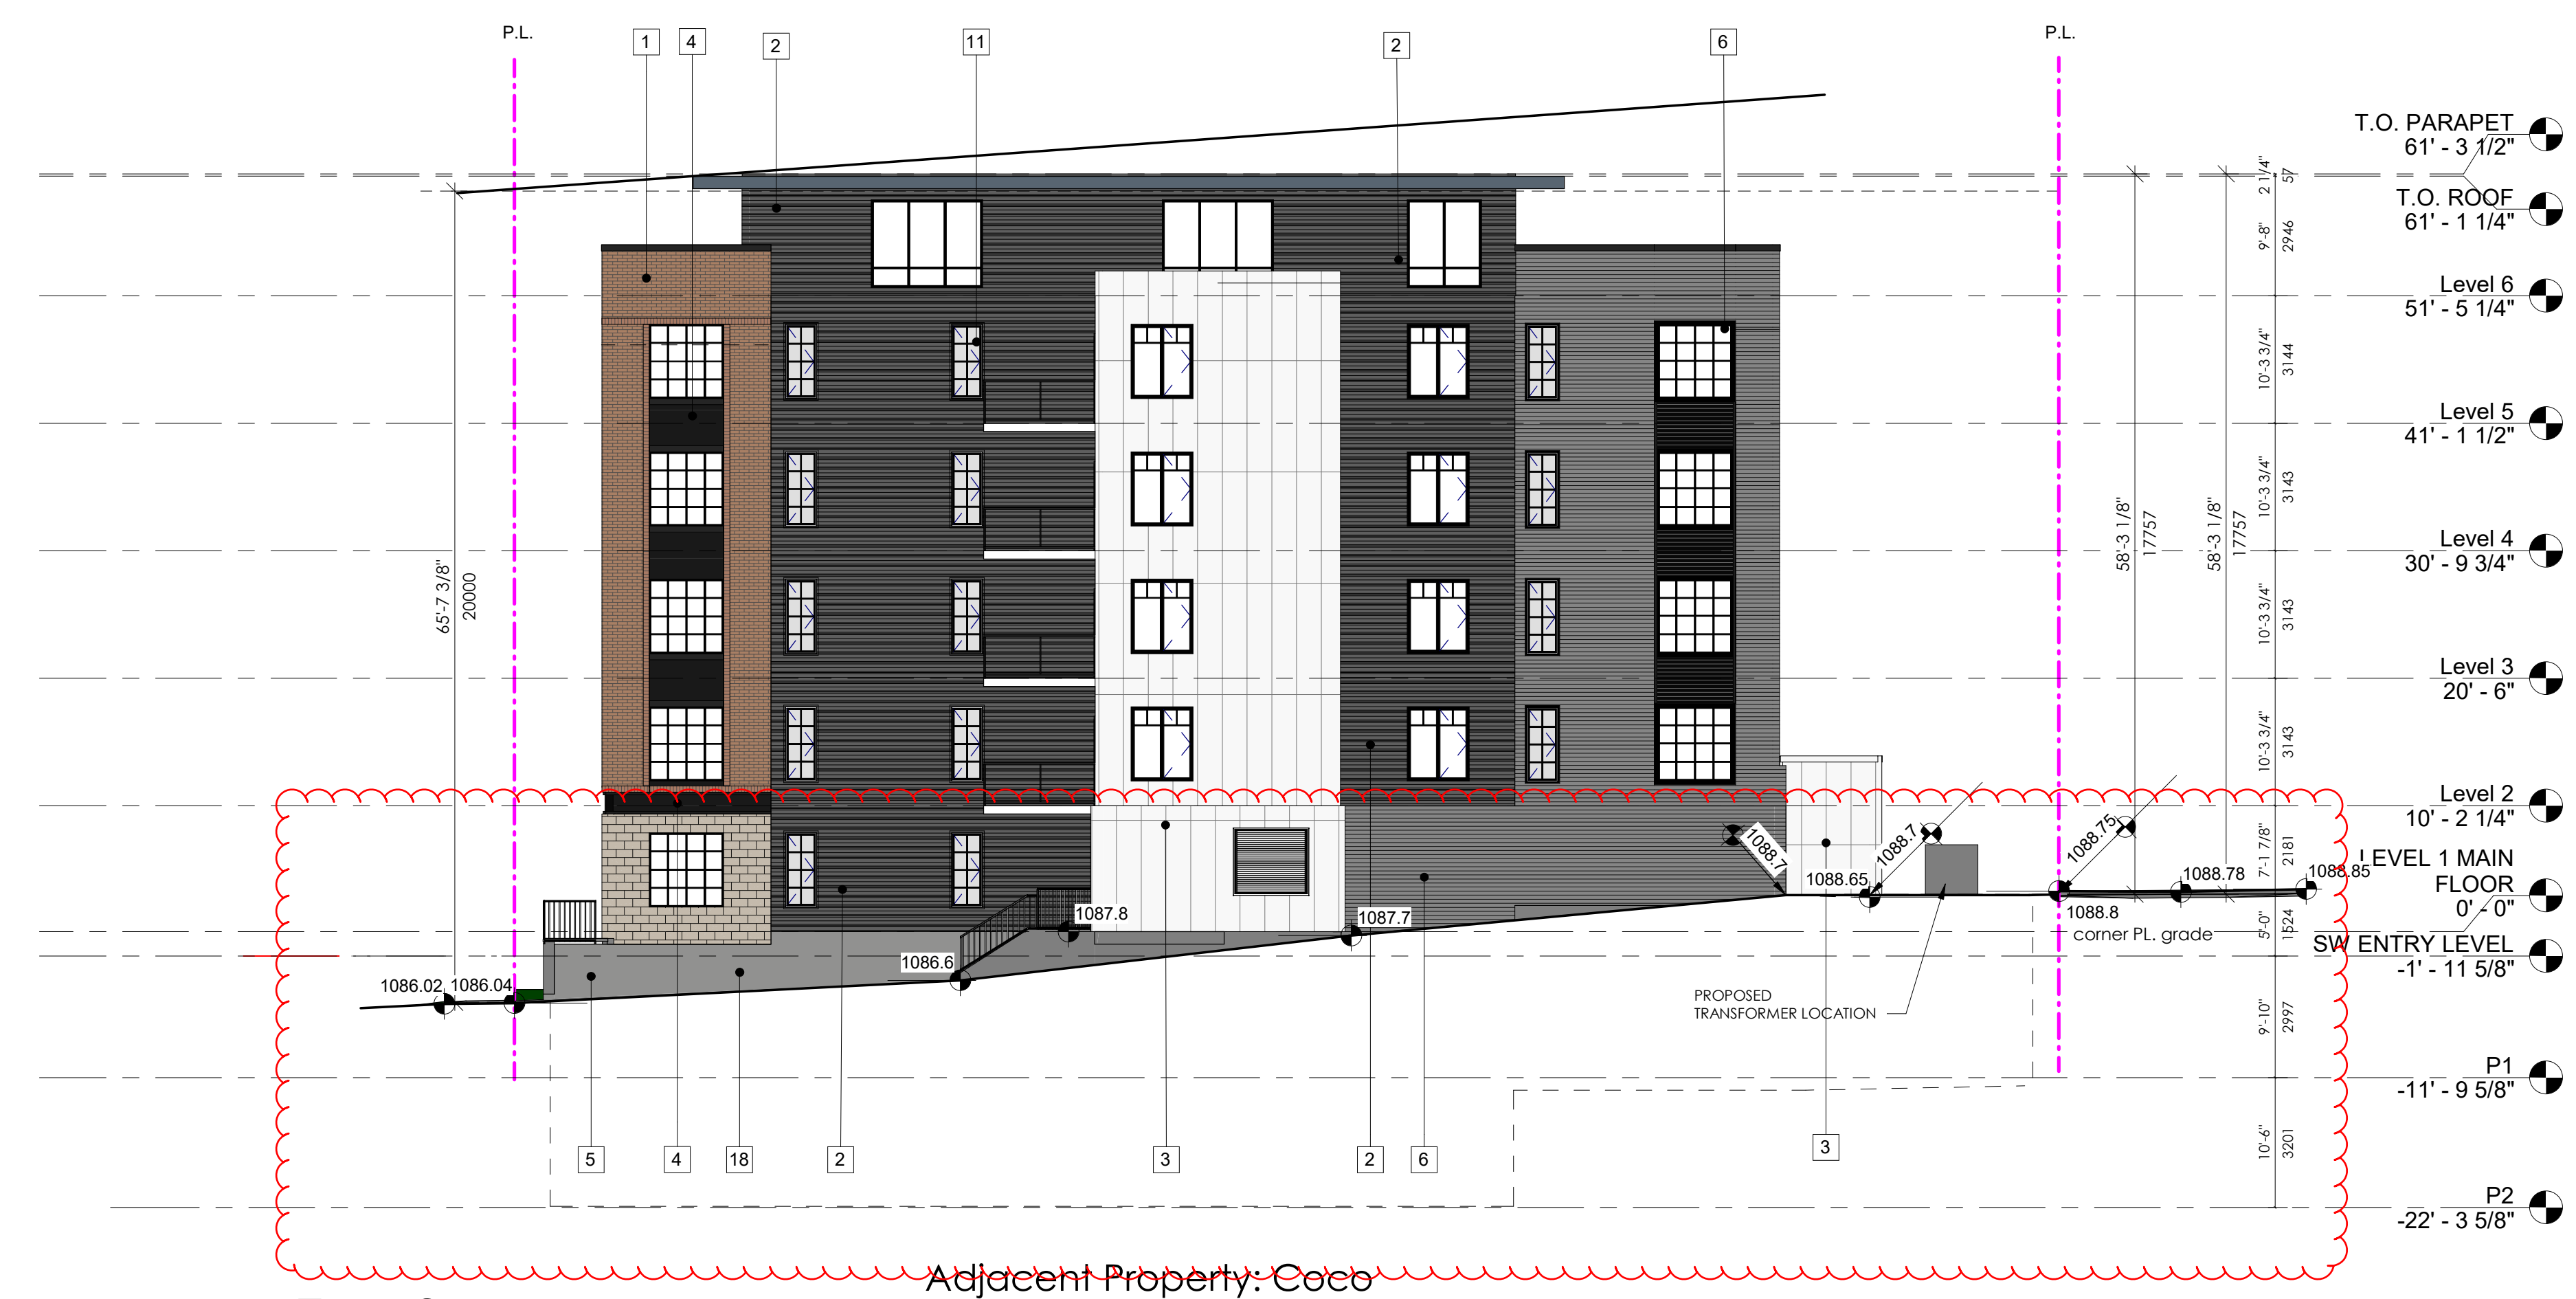 P.L.
1
4
2
11
2
6
P.L.
T.O. PARAPET
61' - 3 1/2"
T.O. ROOF
61' - 1 1/4"
Level 6
51' - 5 1/4"
Level 5
41' - 1 1/2"
Level 4
30' - 9 3/4"
Level 3
20' - 6"
Level 2
10' - 2 1/4"
LEVEL 1 MAIN
FLOOR
0' - 0"
SW ENTRY LEVEL
-1' - 11 5/8"
P1
-11' - 9 5/8"
P2
-22' - 3 5/8"
2 1/4"
57
9'-8"
2946
10'-3 3/4"
3144
10'-3 3/4"
3143
10'-3 3/4"
3143
10'-3 3/4"
3143
7'-1 7/8"
2181
5'-0"
1524
9'-10"
2997
10'-6"
3201
58'-3 1/8"
17757
58'-3 1/8"
17757
65'-7 3/8"
20000
1086.02
1086.04
1086.6
1087.8
1087.7
1088.7
1088.65
1088.7
1088.75
1088.78
1088.85
1088.8
corner PL. grade
PROPOSED
TRANSFORMER LOCATION
5
4
18
2
3
2
6
3
Adjacent Property: Coco